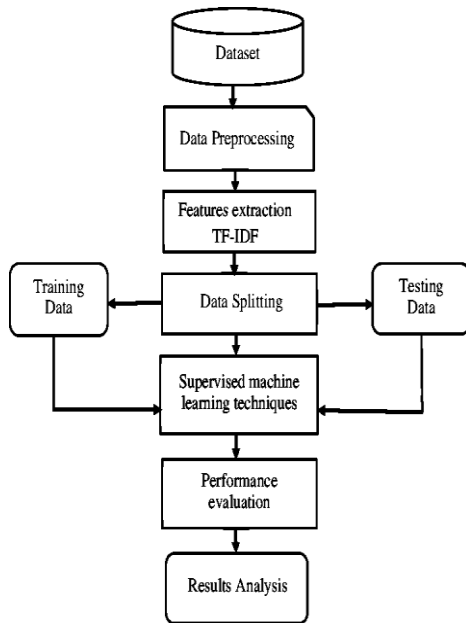 Dataset
Data Preprocessing
Features extraction
TF-IDF
Training
Data
Data Splitting
Testing
Data
Supervised machine
learning techniques
Performance
evaluation
Results Analysis